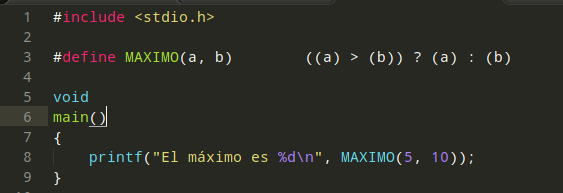 1 #include <stdio.h>
2
3 #define MAXIMO(a, b)        ((a) > (b)) ? (a) : (b)
4
5 void
6 main()
7 {
8     printf("El máximo es %d\n", MAXIMO(5, 10));
9 }